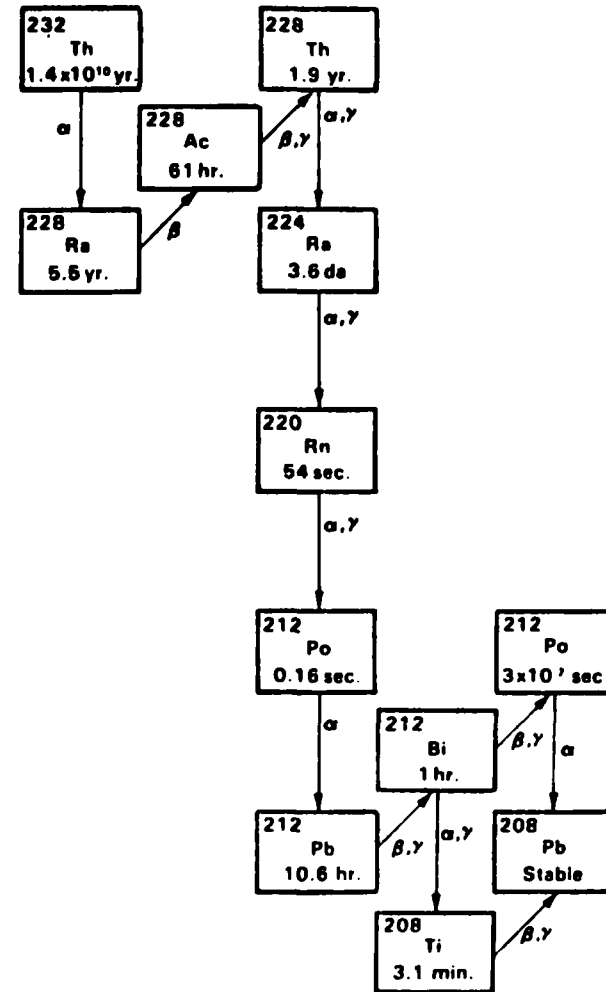 232
Th
1.4x10¹⁰ yr.
228
Th
1.9 yr.
α
228
Ac
61 hr.
β,γ
α,γ
228
Ra
5.5 yr.
β
224
Ra
3.6 da
α,γ
220
Rn
54 sec.
α,γ
212
Po
0.16 sec.
212
Po
3x10⁷ sec
α
212
Bi
1 hr.
β,γ
α
212
Pb
10.6 hr.
β,γ
α,γ
208
Pb
Stable
208
Ti
3.1 min.
β,γ